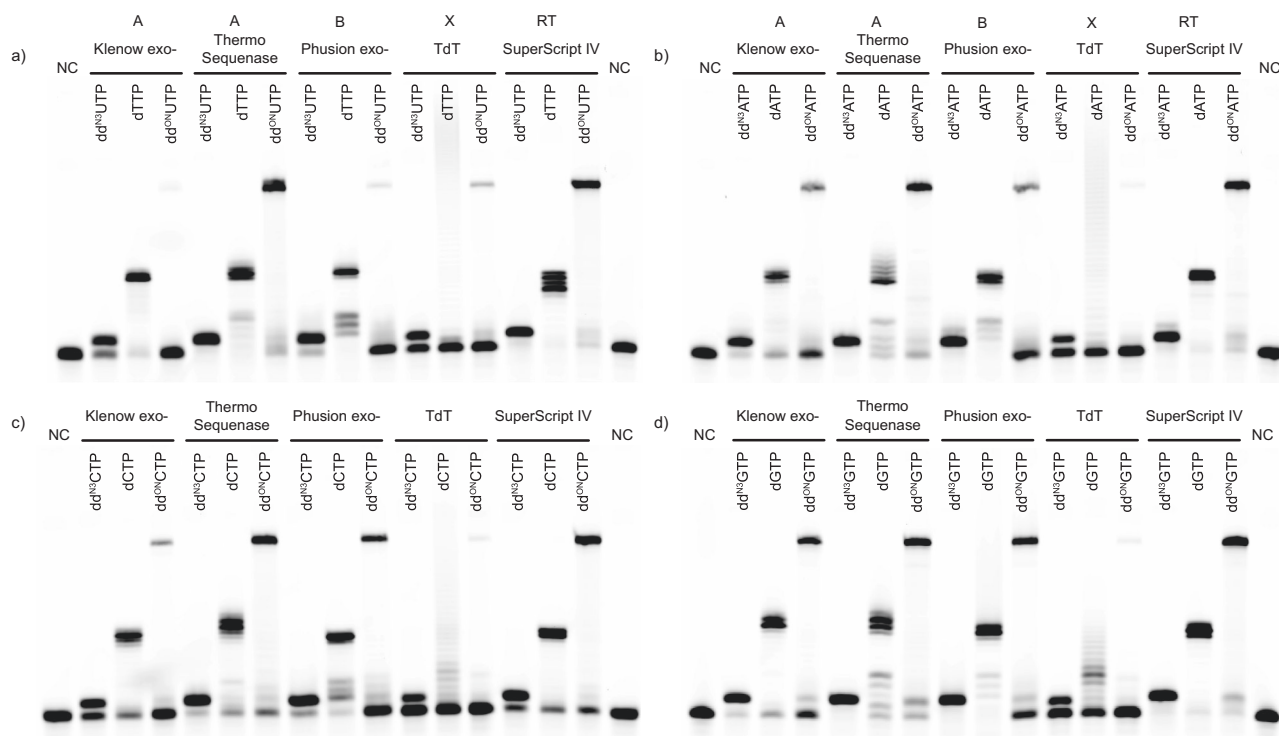 A A B X RT
a) NC Klenow exo- Thermo Sequenase Phusion exo- TdT SuperScript IV NC
dd^N3UTP dTTP dd^ONUTP dd^N3UTP dTTP dd^ONUTP dd^N3UTP dTTP dd^ONUTP dd^N3UTP dTTP dd^ONUTP dd^N3UTP dTTP dd^ONUTP
A A B X RT
b) NC Klenow exo- Thermo Sequenase Phusion exo- TdT SuperScript IV NC
dd^N3ATP dATP dd^ONATP dd^N3ATP dATP dd^ONATP dd^N3ATP dATP dd^ONATP dd^N3ATP dATP dd^ONATP dd^N3ATP dATP dd^ONATP
c) NC Klenow exo- Thermo Sequenase Phusion exo- TdT SuperScript IV NC
dd^N3CTP dCTP dd^ONCTP dd^N3CTP dCTP dd^ONCTP dd^N3CTP dCTP dd^ONCTP dd^N3CTP dCTP dd^ONCTP dd^N3CTP dCTP dd^ONCTP
d) NC Klenow exo- Thermo Sequenase Phusion exo- TdT SuperScript IV NC
dd^N3GTP dGTP dd^ONGTP dd^N3GTP dGTP dd^ONGTP dd^N3GTP dGTP dd^ONGTP dd^N3GTP dGTP dd^ONGTP dd^N3GTP dGTP dd^ONGTP